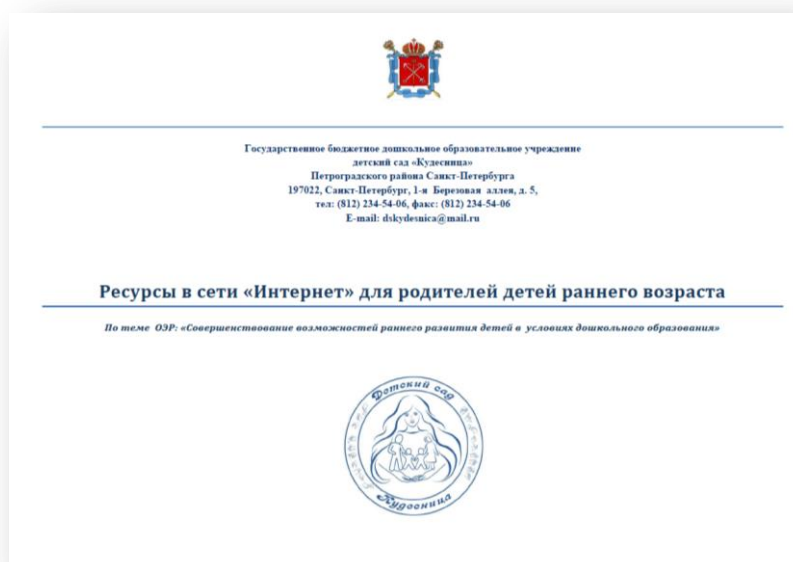 Государственное бюджетное дошкольное образовательное учреждение
детский сад «Кудесница»
Петроградского района Санкт-Петербурга
197022, Санкт-Петербург, 1-я Березовая аллея, д. 5,
тел: (812) 234-54-06, факс: (812) 234-54-06
E-mail: dskydesnica@mail.ru
Ресурсы в сети «Интернет» для родителей детей раннего возраста
По теме ОЭР: «Совершенствование возможностей раннего развития детей в условиях дошкольного образования»
Детский сад
Кудесница